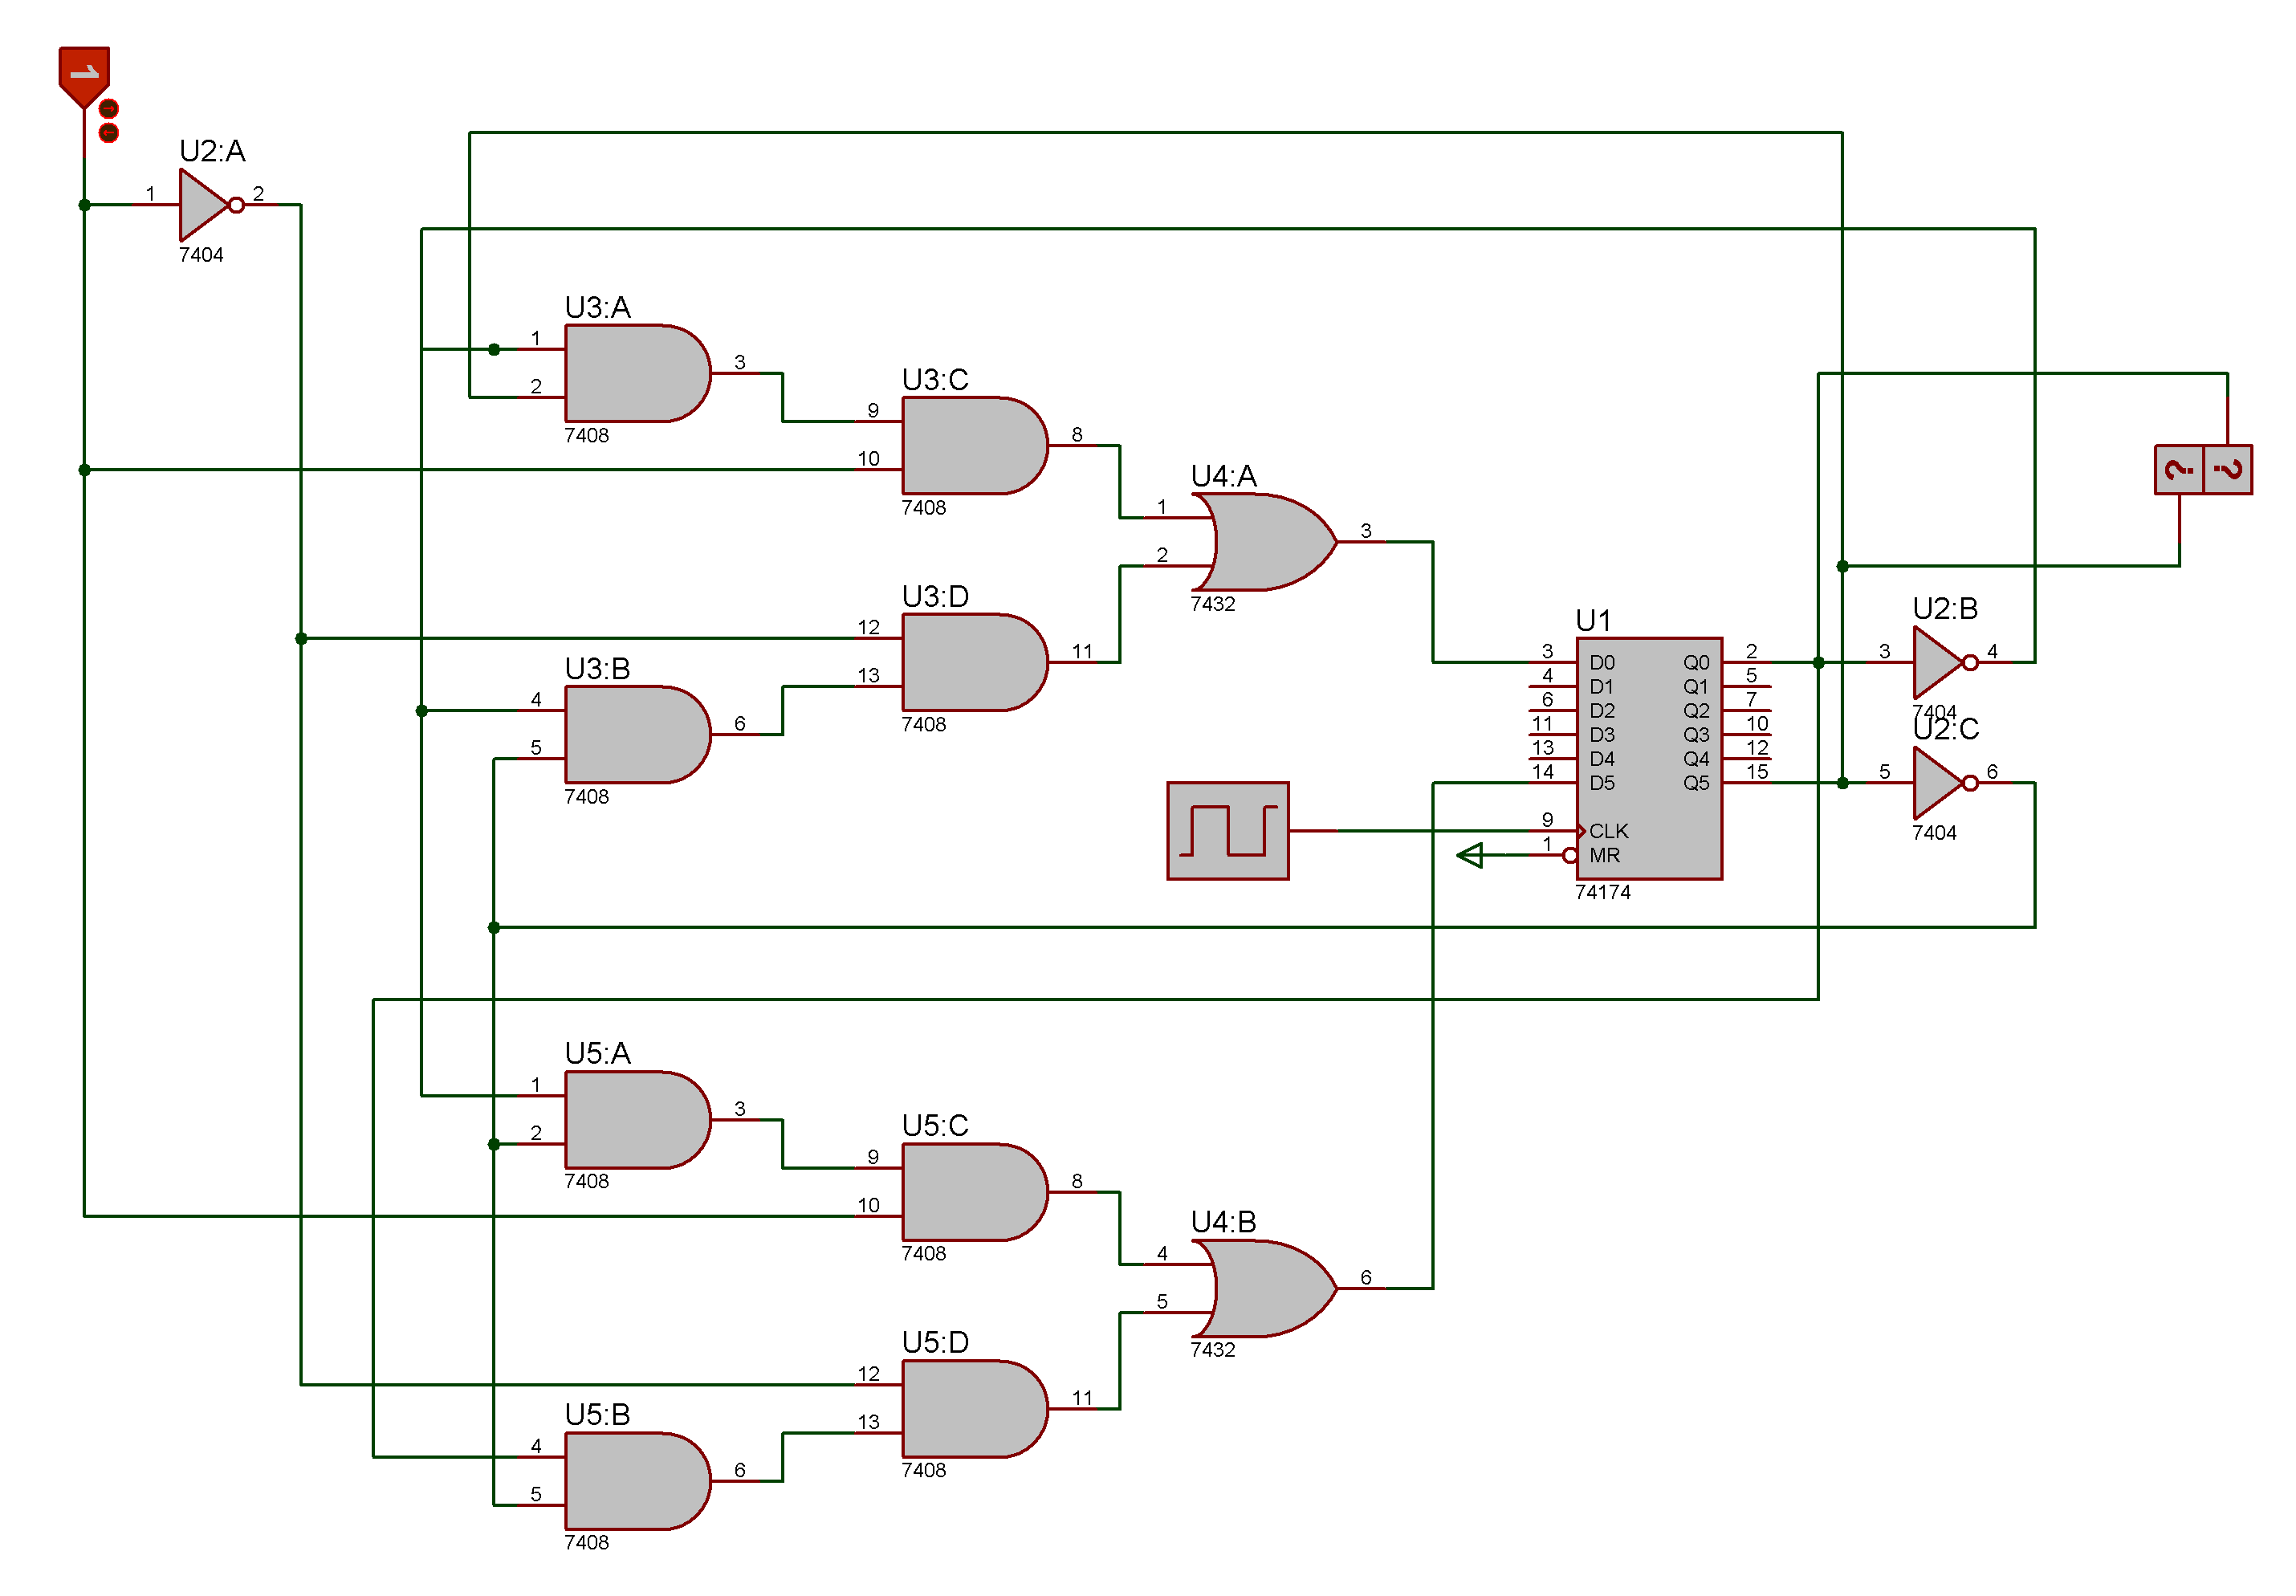 1
U2:A
1
2
7404
U3:A
1
2
3
7408
U3:C
9
10
8
7408
U4:A
1
2
3
7432
? ?
U3:D
12
13
11
7408
U3:B
4
5
6
7408
U1
3 D0 Q0 2
4 D1 Q1 5
6 D2 Q2 7
11 D3 Q3 10
13 D4 Q4 12
14 D5 Q5 15
9 CLK
1 MR
74174
U2:B
3
4
7404
U2:C
5
6
7404
U5:A
1
2
3
7408
U5:C
9
10
8
7408
U4:B
4
5
6
7432
U5:D
12
13
11
7408
U5:B
4
5
6
7408